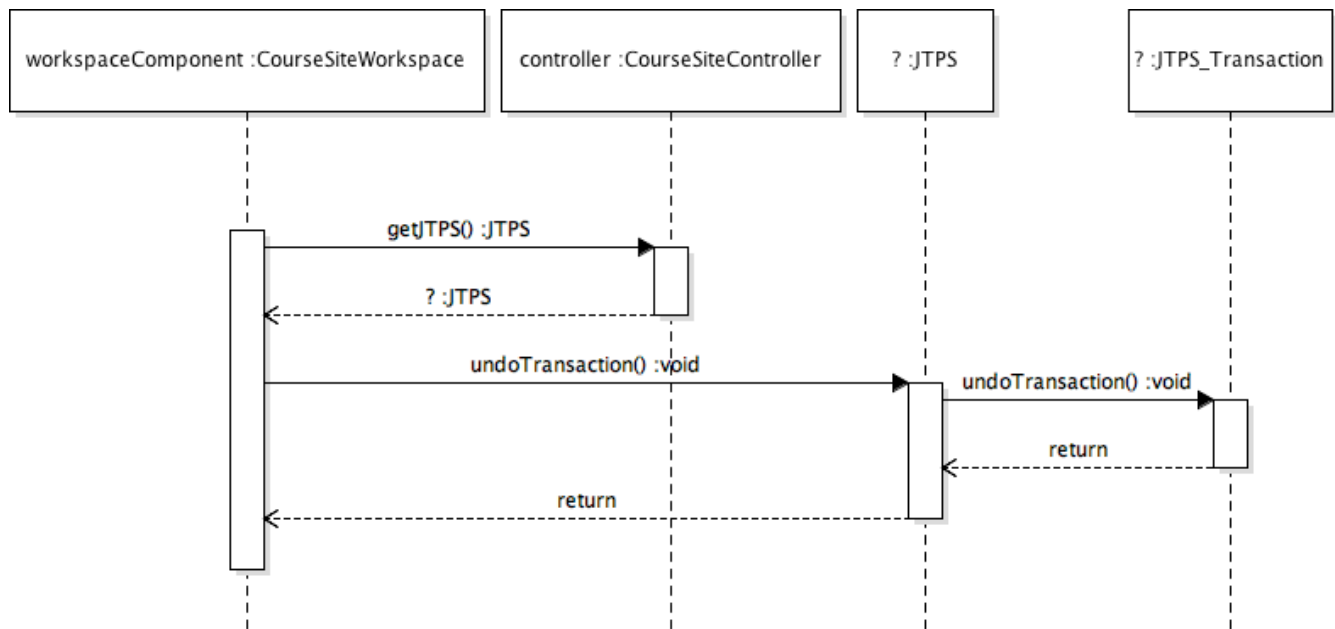 workspaceComponent :CourseSiteWorkspace
controller :CourseSiteController
? :JTPS
? :JTPS_Transaction
getJTPS() :JTPS
? :JTPS
undoTransaction() :void
undoTransaction() :void
return
return